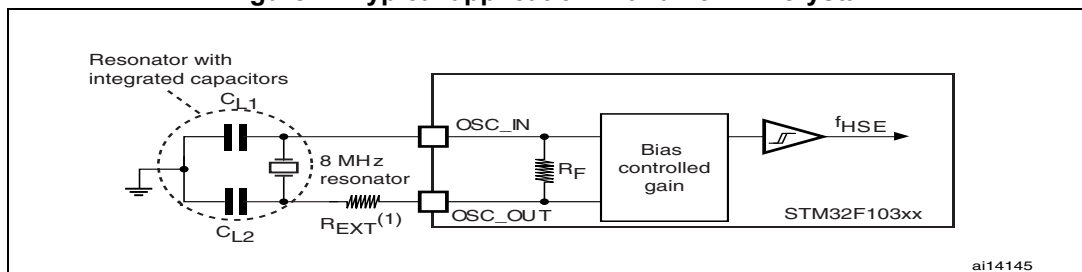 Resonator with
integrated capacitors
CL1
OSC_IN
fHSE
8 MHz
resonator
RF
Bias
controlled
gain
REXT(1)
OSC_OUT
STM32F103xx
CL2
ai14145